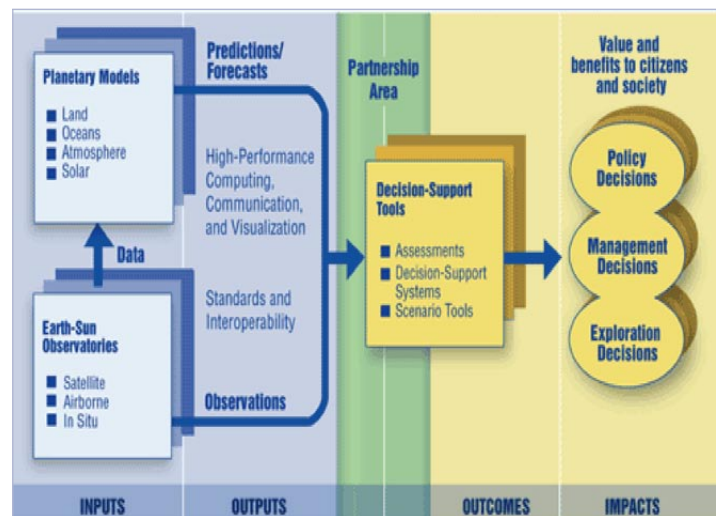 Planetary Models
Land
Oceans
Atmosphere
Solar
Data
Earth-Sun
Observatories
Satellite
Airborne
In Situ
Predictions/
Forecasts
High-Performance
Computing,
Communication,
and Visualization
Standards and
Interoperability
Observations
Partnership
Area
Decision-Support
Tools
Assessments
Decision-Support
Systems
Scenario Tools
Value and
benefits to citizens
and society
Policy
Decisions
Management
Decisions
Exploration
Decisions
INPUTS
OUTPUTS
OUTCOMES
IMPACTS